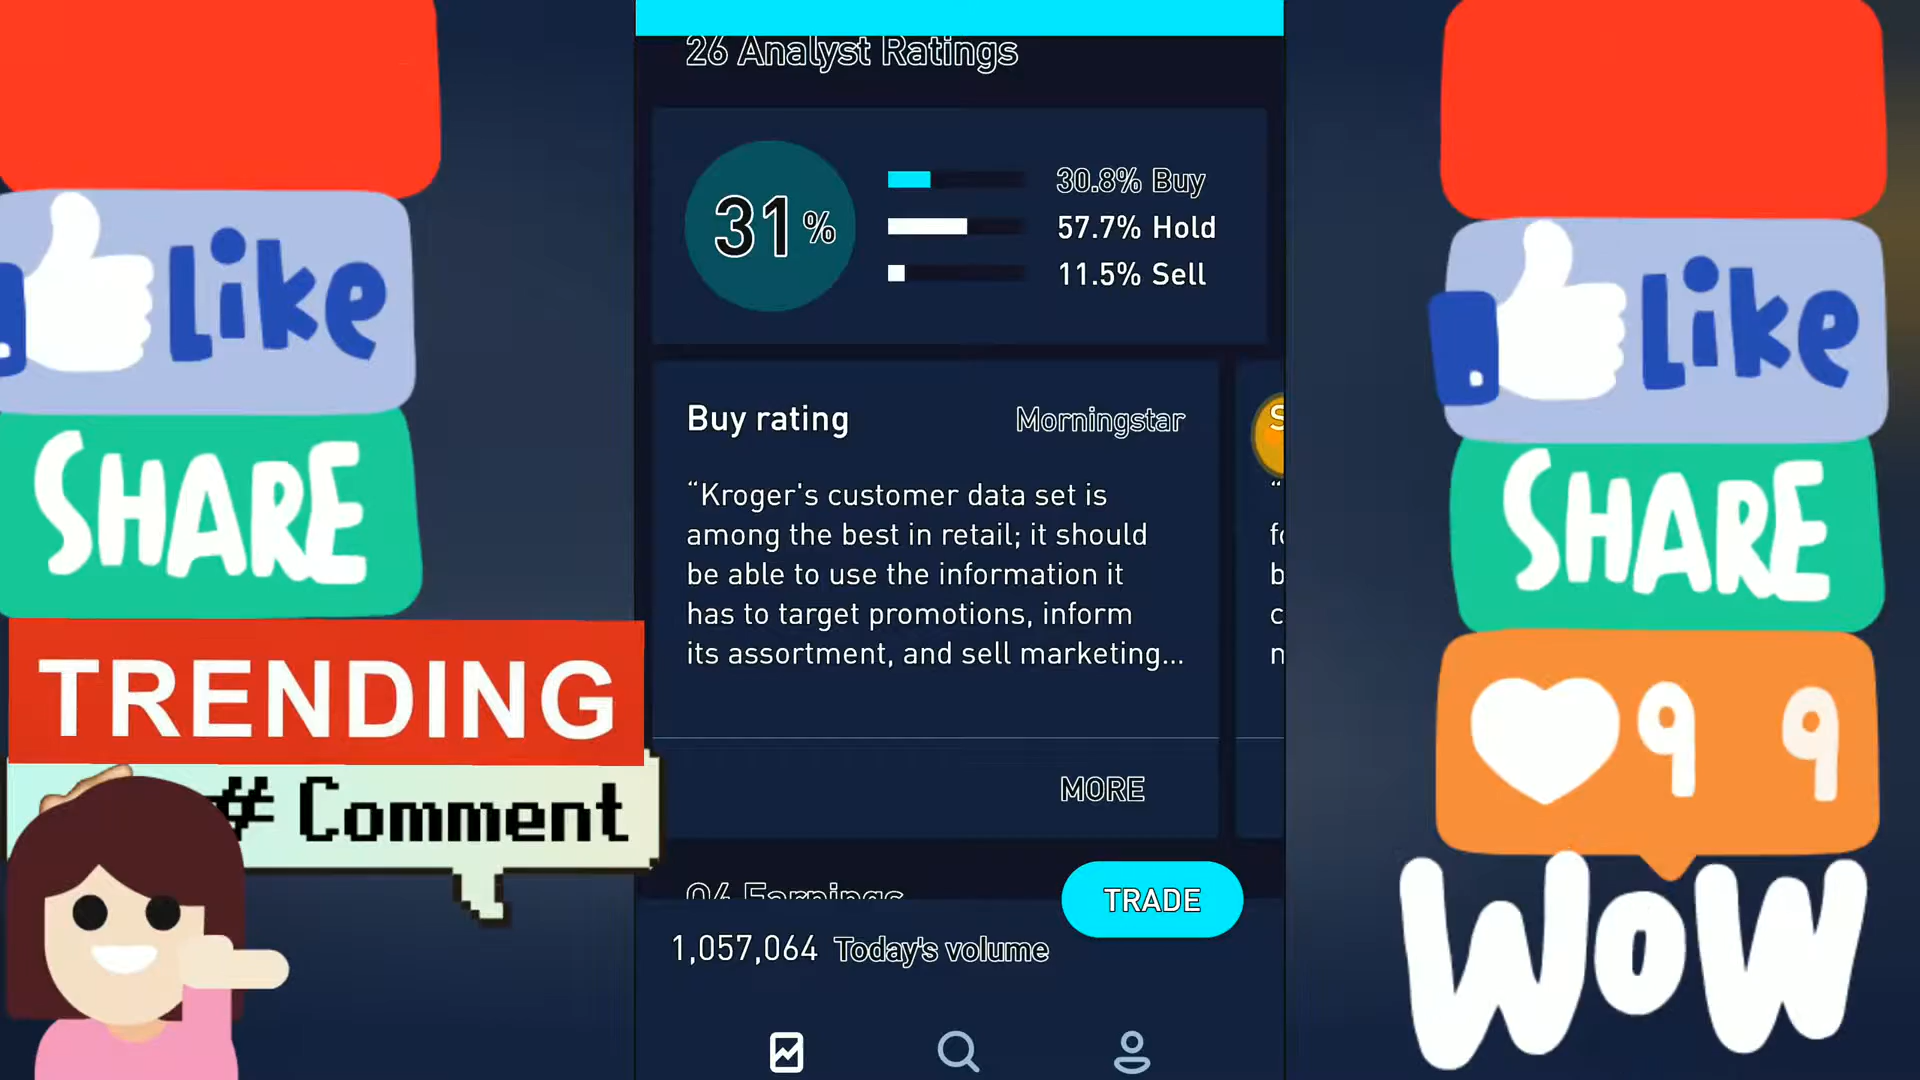 Like
SHARE
TRENDING
# Comment
26 Analyst Ratings
31%
30.8% Buy
57.7% Hold
11.5% Sell
Buy rating
Morningstar
“Kroger's customer data set is
among the best in retail; it should
be able to use the information it
has to target promotions, inform
its assortment, and sell marketing...
MORE
S
“
b
c
TRADE
1,057,064 Today's volume
Like
SHARE
9 9
WOW